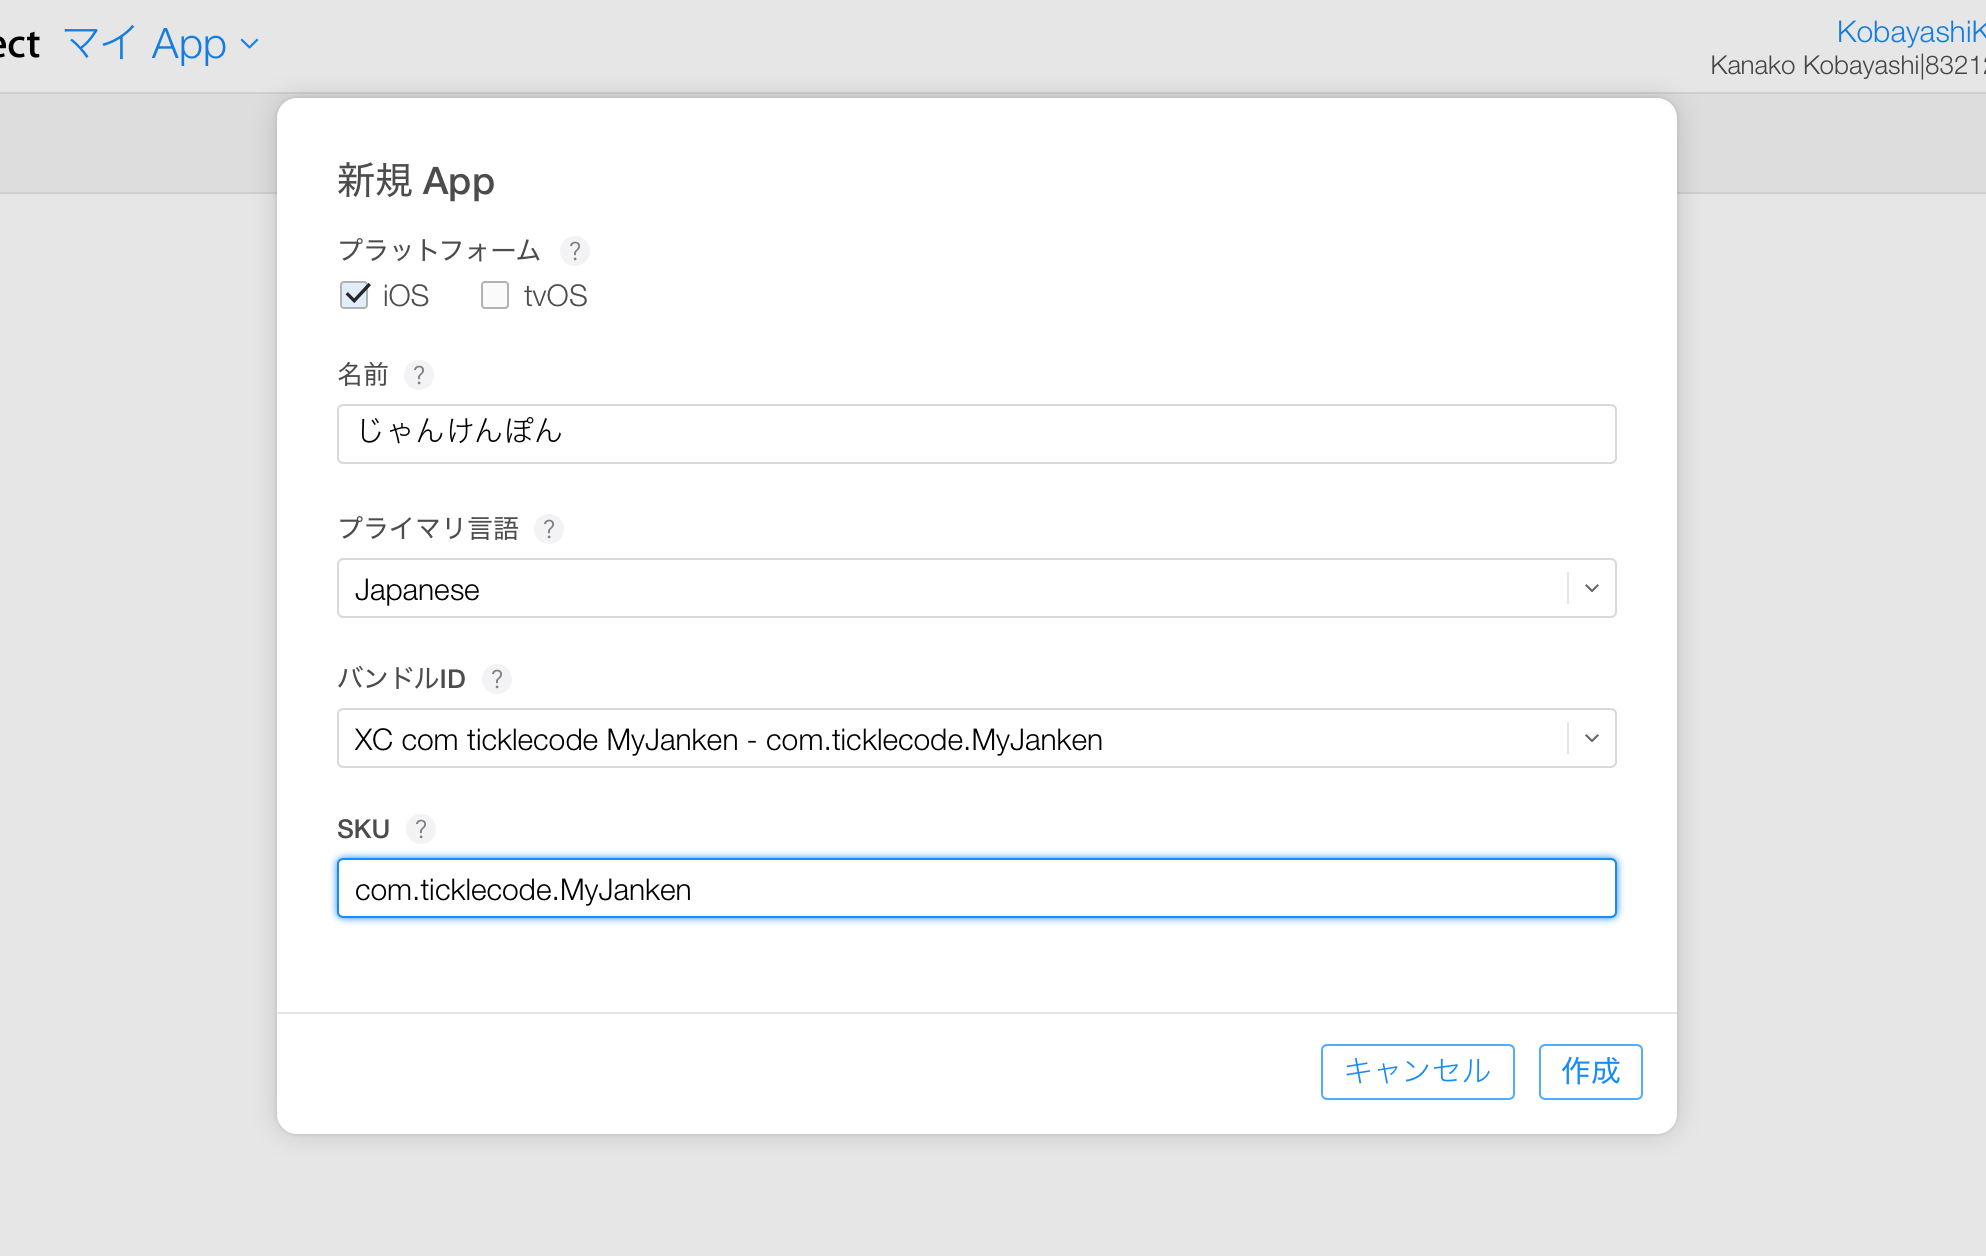 ect マイ App
KobayashiK
Kanako Kobayashi|8321
新規 App
プラットフォーム ?
iOS tvOS
名前 ?
じゃんけんぽん
プライマリ言語 ?
Japanese
バンドルID ?
XC com ticklecode MyJanken - com.ticklecode.MyJanken
SKU ?
com.ticklecode.MyJanken
キャンセル 作成